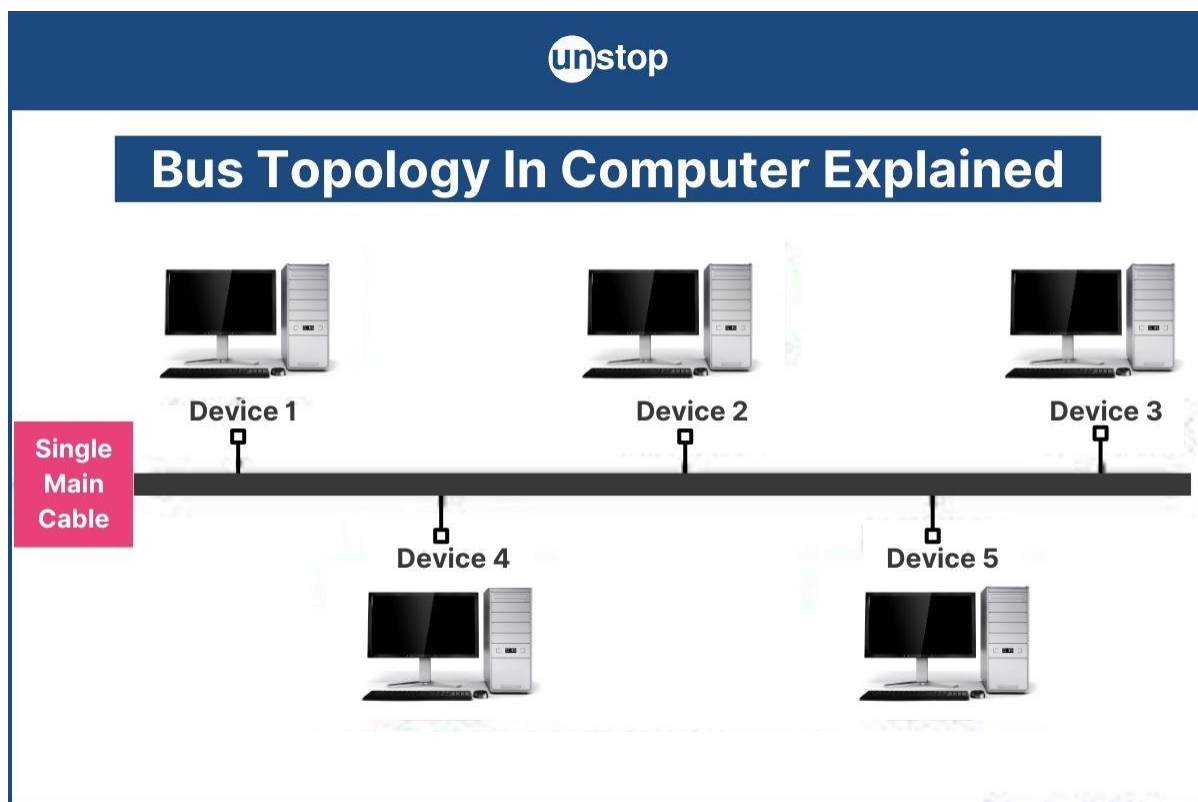 unstop
Bus Topology In Computer Explained
Device 1
Device 2
Device 3
Single
Main
Cable
Device 4
Device 5